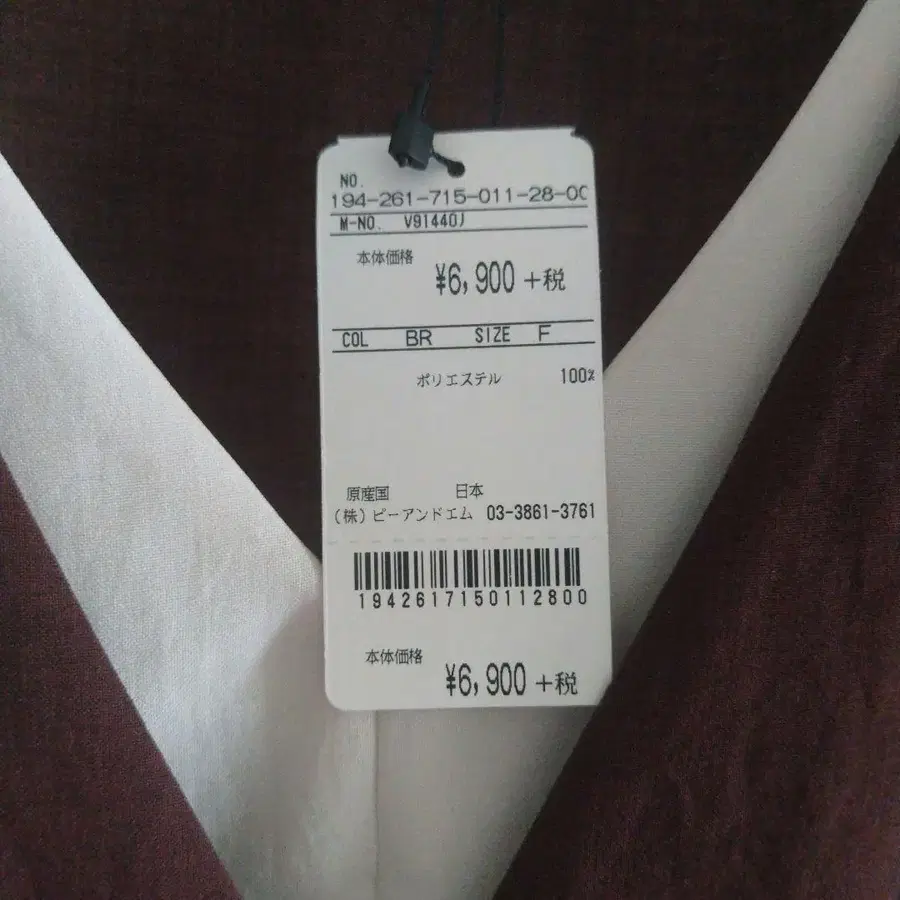 NO.
194-261-715-011-28-00
M-NO. V91440J
本体価格
¥6,900 +税
COL BR SIZE F
ポリエステル 100%
原産国 日本
(株)ピーアンドエム 03-3861-3761
1942617150112800
本体価格
¥6,900 +税